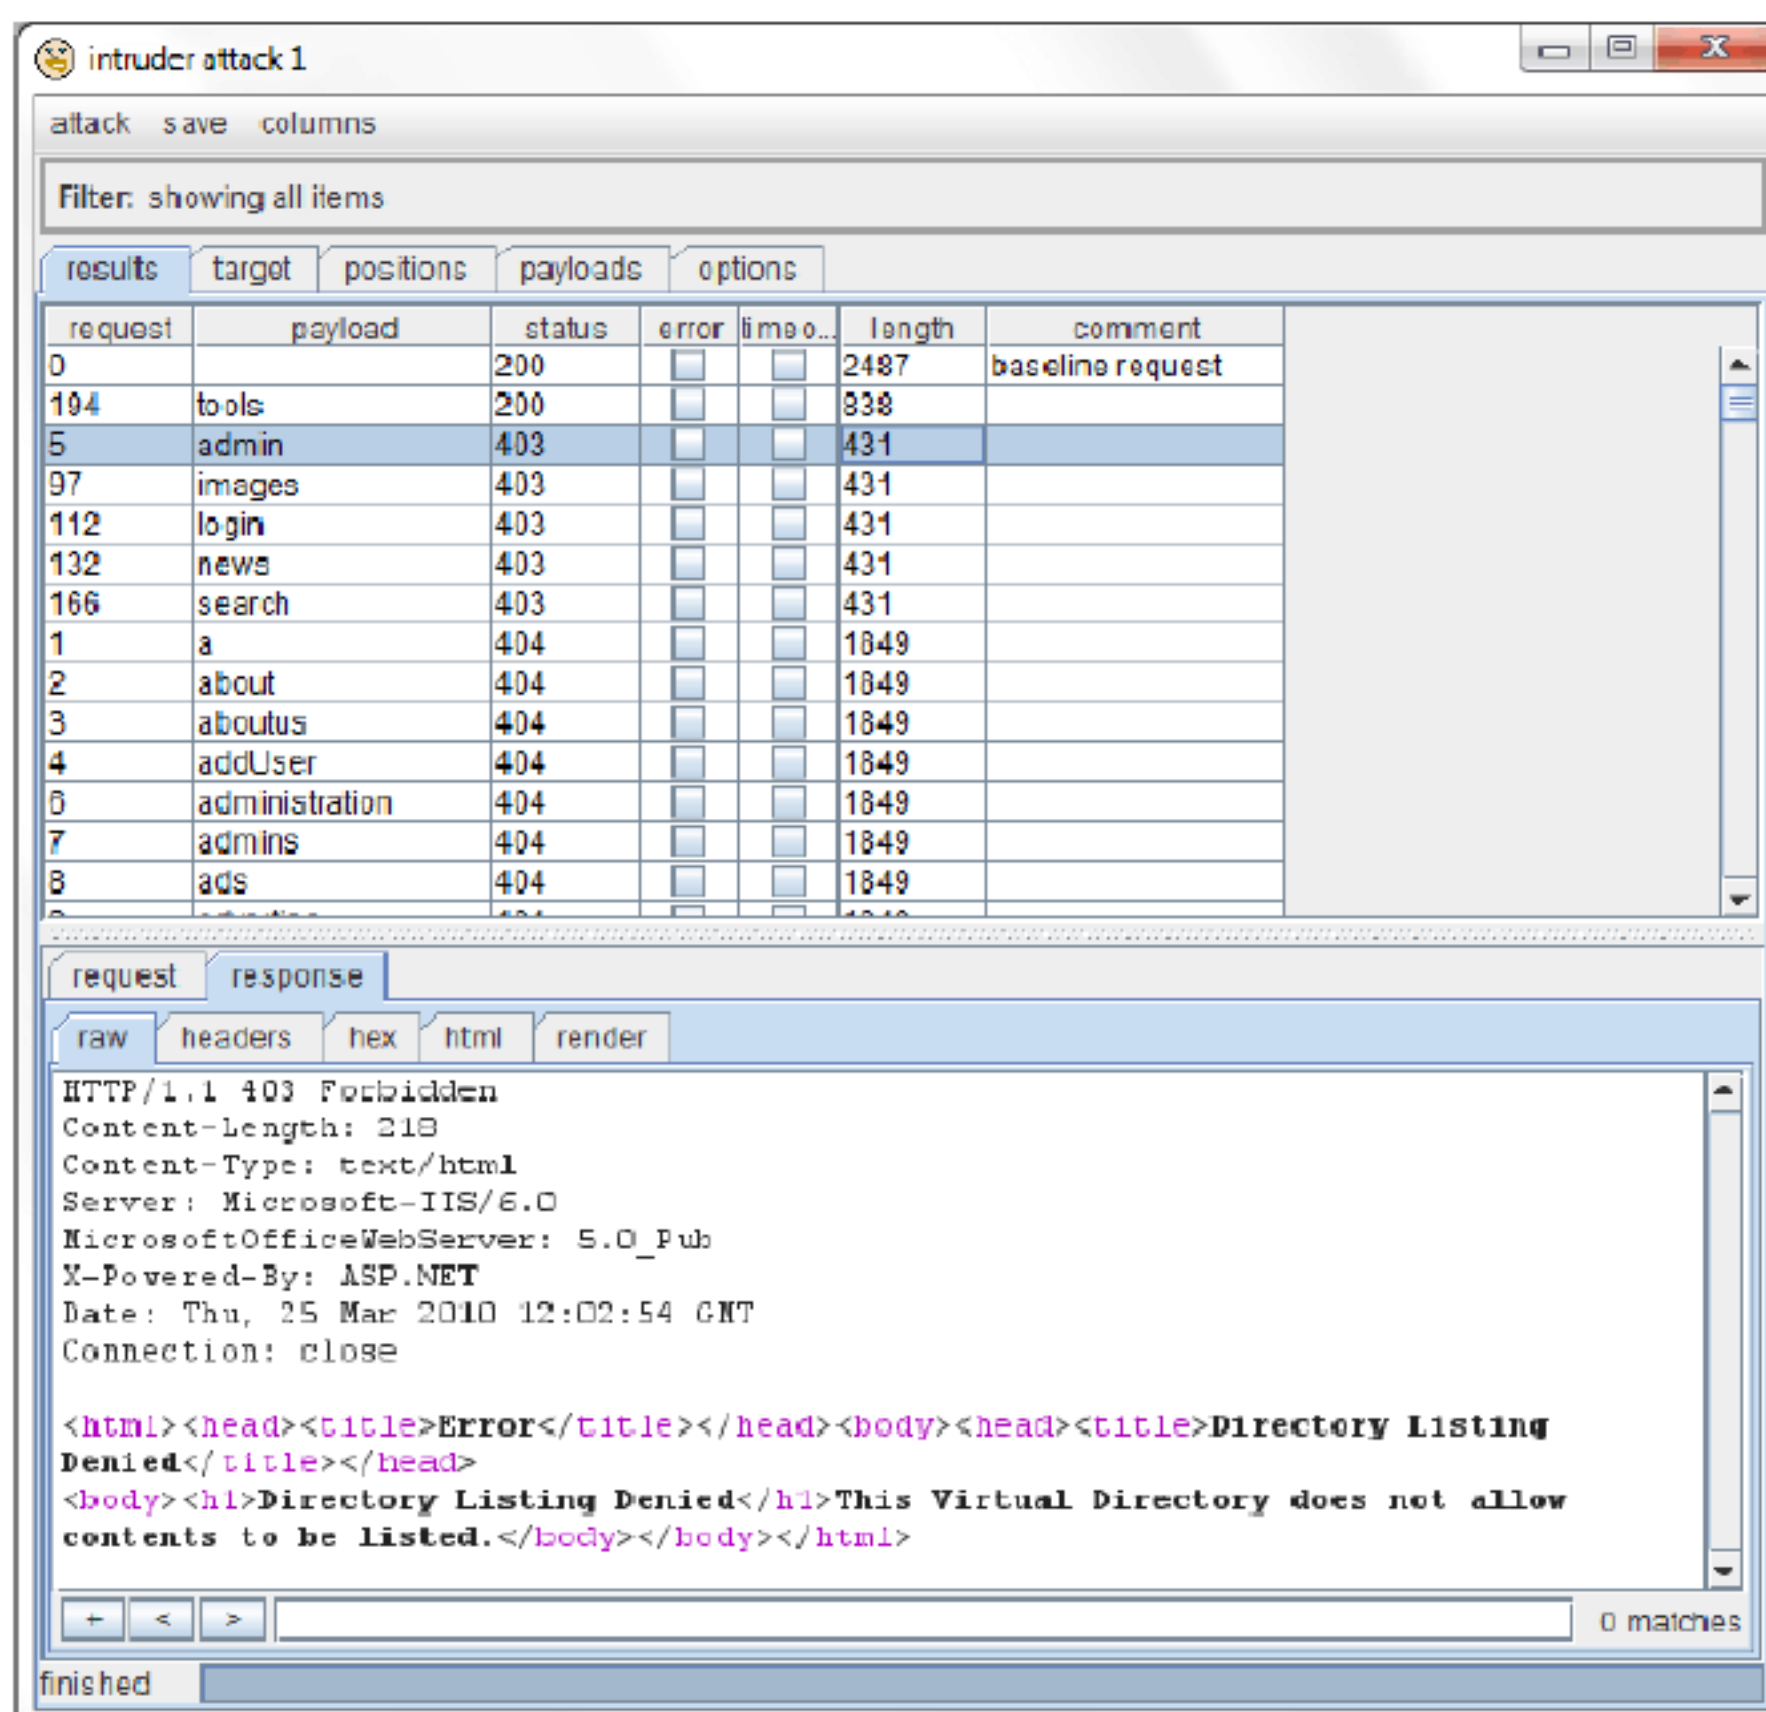 intruder attack 1
attack save columns
Filter: showing all items
results target positions payloads options
request payload status error timeo... length comment
0 200 2487 baseline request
194 tools 200 838
5 admin 403 431
97 images 403 431
112 login 403 431
132 news 403 431
166 search 403 431
1 a 404 1849
2 about 404 1849
3 aboutus 404 1849
4 addUser 404 1849
6 administration 404 1849
7 admins 404 1849
8 ads 404 1849
request response
raw headers hex html render
HTTP/1.1 403 Forbidden
Content-Length: 218
Content-Type: text/html
Server: Microsoft-IIS/6.0
MicrosoftOfficeWebServer: 5.0_Pub
X-Powered-By: ASP.NET
Date: Thu, 25 Mar 2010 12:02:54 GMT
Connection: close
<html><head><title>Error</title></head><body><head><title>Directory Listing
Denied</title></head>
<body><h1>Directory Listing Denied</h1>This Virtual Directory does not allow
contents to be listed.</body></body></html>
+ < > 0 matches
finished